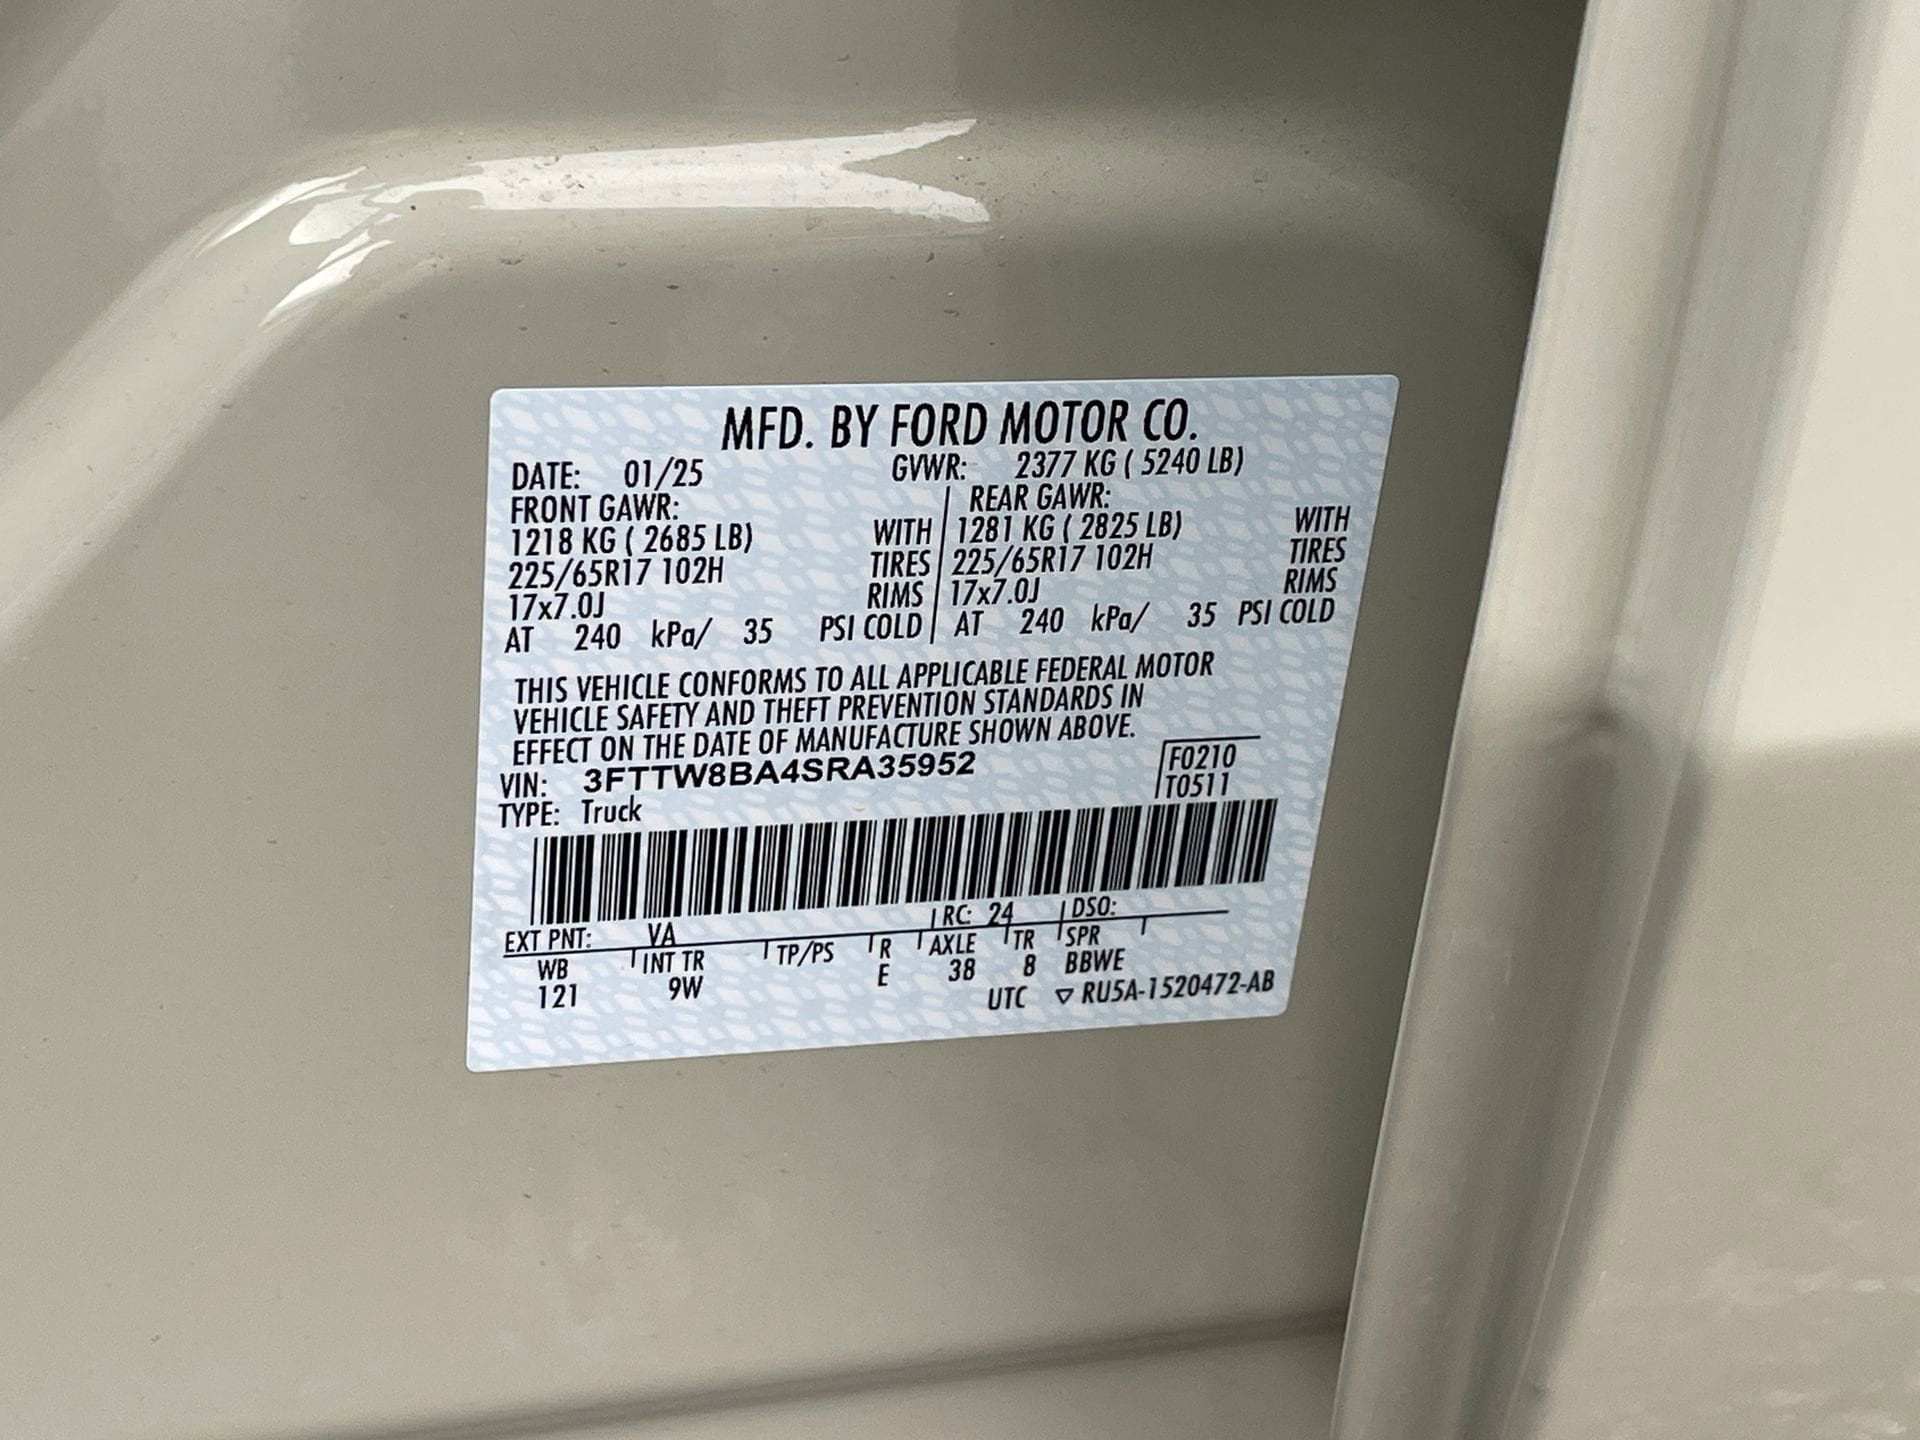 MFD. BY FORD MOTOR CO.
DATE: 01/25 GVWR: 2377 KG ( 5240 LB)
FRONT GAWR: REAR GAWR:
1218 KG ( 2685 LB) WITH 1281 KG ( 2825 LB) WITH
225/65R17 102H TIRES 225/65R17 102H TIRES
17x7.0J RIMS 17x7.0J RIMS
AT 240 kPa/ 35 PSI COLD AT 240 kPa/ 35 PSI COLD
THIS VEHICLE CONFORMS TO ALL APPLICABLE FEDERAL MOTOR
VEHICLE SAFETY AND THEFT PREVENTION STANDARDS IN
EFFECT ON THE DATE OF MANUFACTURE SHOWN ABOVE.
VIN: 3FTTW8BA4SRA35952 F0210
TYPE: Truck T0511
EXT PNT: VA RC: 24 DSO:
WB INT TR TP/PS R AXLE TR SPR
121 9W E 38 8 BBWE
UTC ▽ RU5A-1520472-AB